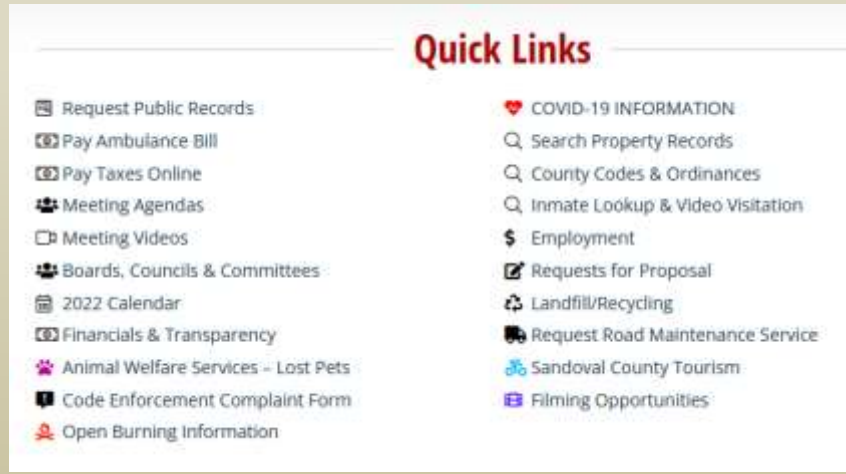 Quick Links
Request Public Records
Pay Ambulance Bill
Pay Taxes Online
Meeting Agendas
Meeting Videos
Boards, Councils & Committees
2022 Calendar
Financials & Transparency
Animal Welfare Services – Lost Pets
Code Enforcement Complaint Form
Open Burning Information
COVID-19 INFORMATION
Search Property Records
County Codes & Ordinances
Inmate Lookup & Video Visitation
Employment
Requests for Proposal
Landfill/Recycling
Request Road Maintenance Service
Sandoval County Tourism
Filming Opportunities